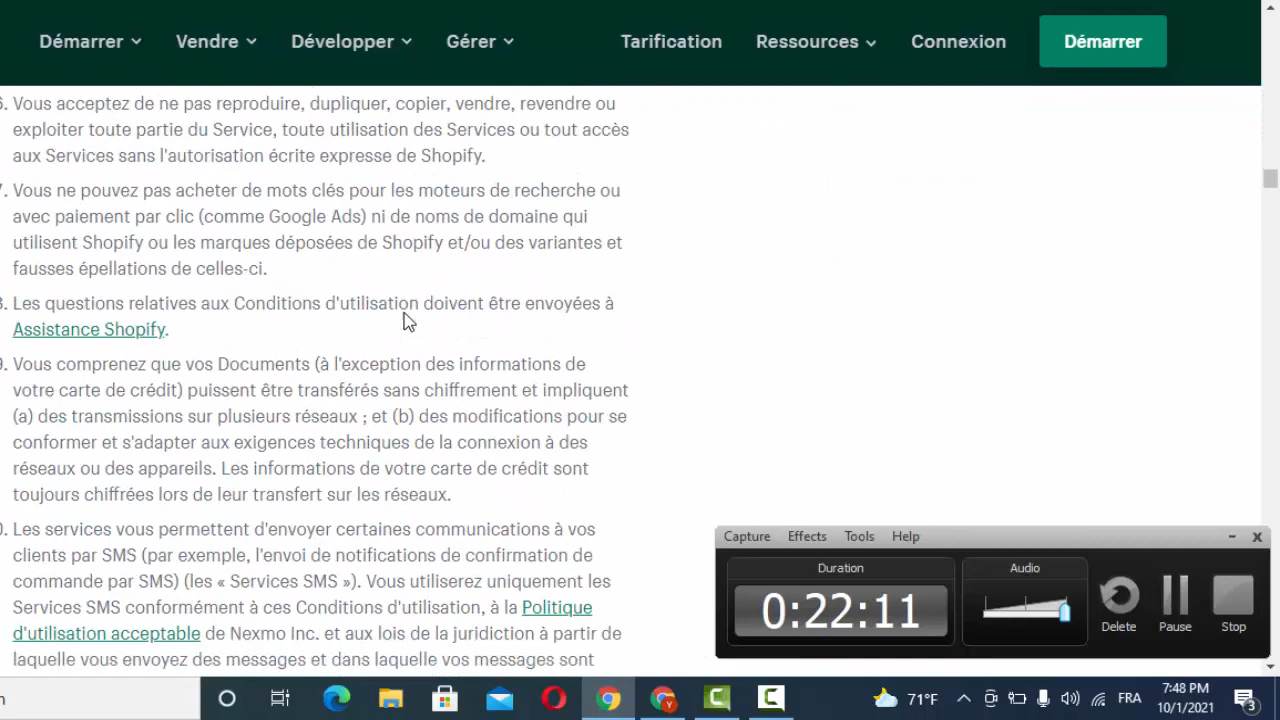 Démarrer Vendre Développer Gérer Tarification Ressources Connexion Démarrer
6. Vous acceptez de ne pas reproduire, dupliquer, copier, vendre, revendre ou
exploiter toute partie du Service, toute utilisation des Services ou tout accès
aux Services sans l'autorisation écrite expresse de Shopify.
7. Vous ne pouvez pas acheter de mots clés pour les moteurs de recherche ou
avec paiement par clic (comme Google Ads) ni de noms de domaine qui
utilisent Shopify ou les marques déposées de Shopify et/ou des variantes et
fausses épellations de celles-ci.
8. Les questions relatives aux Conditions d'utilisation doivent être envoyées à
Assistance Shopify.
9. Vous comprenez que vos Documents (à l'exception des informations de
votre carte de crédit) puissent être transférés sans chiffrement et impliquent
(a) des transmissions sur plusieurs réseaux ; et (b) des modifications pour se
conformer et s'adapter aux exigences techniques de la connexion à des
réseaux ou des appareils. Les informations de votre carte de crédit sont
toujours chiffrées lors de leur transfert sur les réseaux.
0. Les services vous permettent d'envoyer certaines communications à vos
clients par SMS (par exemple, l'envoi de notifications de confirmation de
commande par SMS) (les « Services SMS »). Vous utiliserez uniquement les
Services SMS conformément à ces Conditions d'utilisation, à la Politique
d'utilisation acceptable de Nexmo Inc. et aux lois de la juridiction à partir de
laquelle vous envoyez des messages et dans laquelle vos messages sont
Capture Effects Tools Help
Duration Audio
0:22:11
Delete Pause Stop
n
71°F FRA 7:48 PM
10/1/2021 3